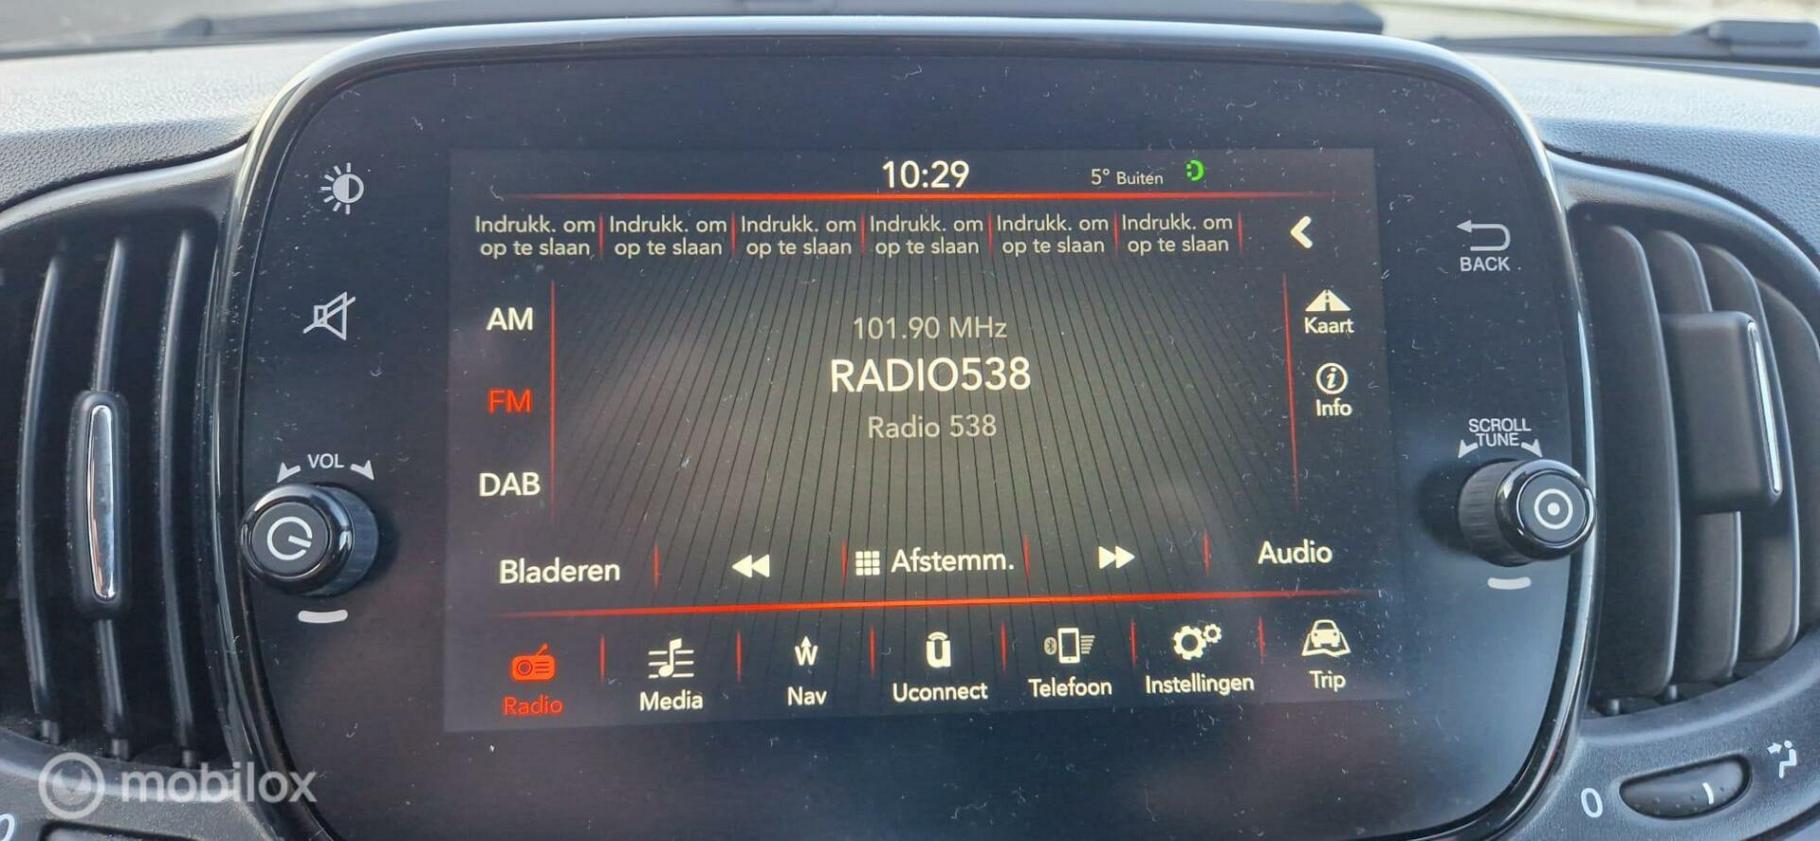 10:29
5° Buiten
Indrukk. om
op te slaan
Indrukk. om
op te slaan
Indrukk. om
op te slaan
Indrukk. om
op te slaan
Indrukk. om
op te slaan
Indrukk. om
op te slaan
BACK
AM
FM
DAB
101.90 MHz
RADIO538
Radio 538
Kaart
Info
VOL
SCROLL
TUNE
Bladeren
Afstemm.
Audio
Radio
Media
Nav
Uconnect
Telefoon
Instellingen
Trip
mobilox
0